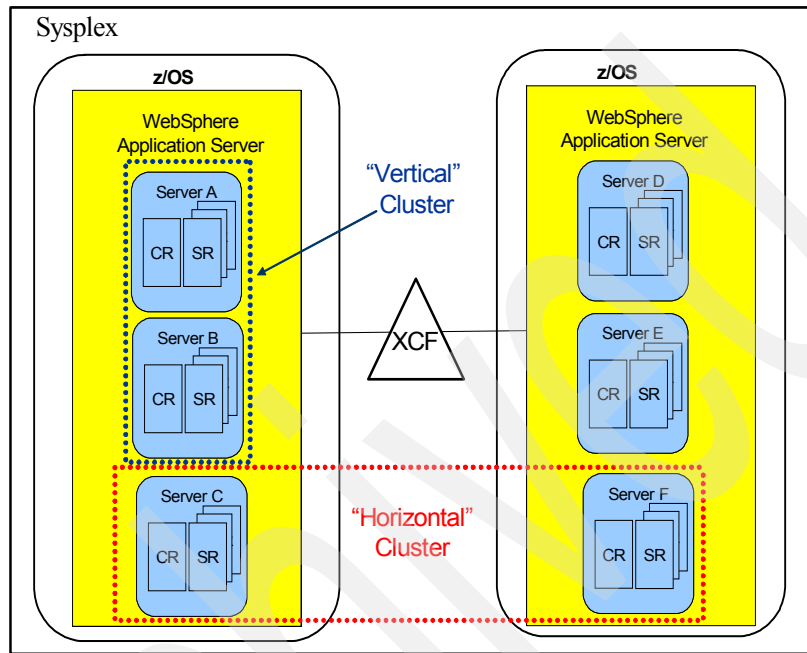 Sysplex
z/OS
WebSphere
Application Server
Server A
CR
SR
Server B
CR
SR
Server C
CR
SR
"Vertical"
Cluster
XCF
"Horizontal"
Cluster
z/OS
WebSphere
Application Server
Server D
CR
SR
Server E
CR
SR
Server F
CR
SR